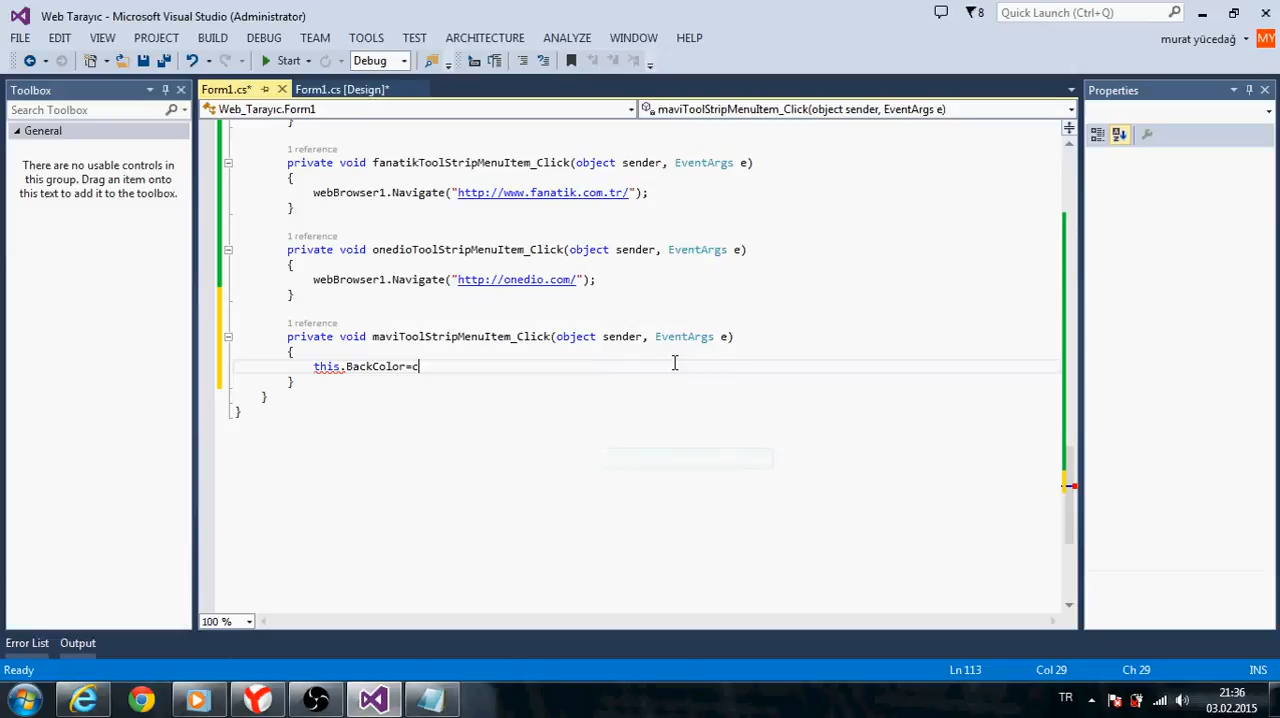 Web Tarayıc - Microsoft Visual Studio (Administrator)
8
Quick Launch (Ctrl+Q)
FILE EDIT VIEW PROJECT BUILD DEBUG TEAM TOOLS TEST ARCHITECTURE ANALYZE WINDOW HELP
murat yücedağ
MY
Start
Debug
Toolbox
Form1.cs*
Form1.cs [Design]*
Properties
Search Toolbox
Web_Tarayıc.Form1
maviToolStripMenuItem_Click(object sender, EventArgs e)
General
There are no usable controls in
this group. Drag an item onto
this text to add it to the toolbox.
}
1 reference
private void fanatikToolStripMenuItem_Click(object sender, EventArgs e)
{
webBrowser1.Navigate("http://www.fanatik.com.tr/");
}
1 reference
private void onedioToolStripMenuItem_Click(object sender, EventArgs e)
{
webBrowser1.Navigate("http://onedio.com/");
}
1 reference
private void maviToolStripMenuItem_Click(object sender, EventArgs e)
{
this.BackColor=c
}
}
}
100 %
Error List
Output
Ready
Ln 113
Col 29
Ch 29
INS
TR
21:36
03.02.2015